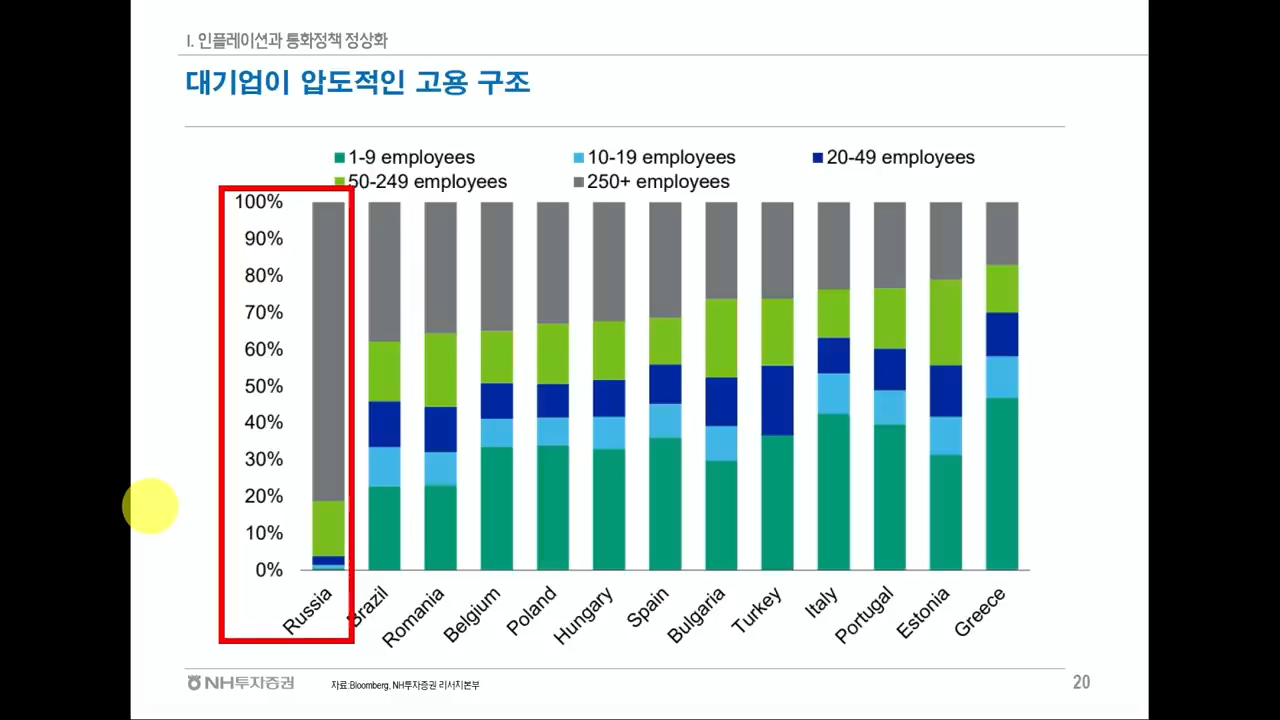 I. 인플레이션과 통화정책 정상화
대기업이 압도적인 고용 구조
1-9 employees 10-19 employees 20-49 employees
50-249 employees 250+ employees
100%
90%
80%
70%
60%
50%
40%
30%
20%
10%
0%
Russia Brazil Romania Belgium Poland Hungary Spain Bulgaria Turkey Italy Portugal Estonia Greece
NH투자증권 자료:Bloomberg, NH투자증권 리서치본부 20